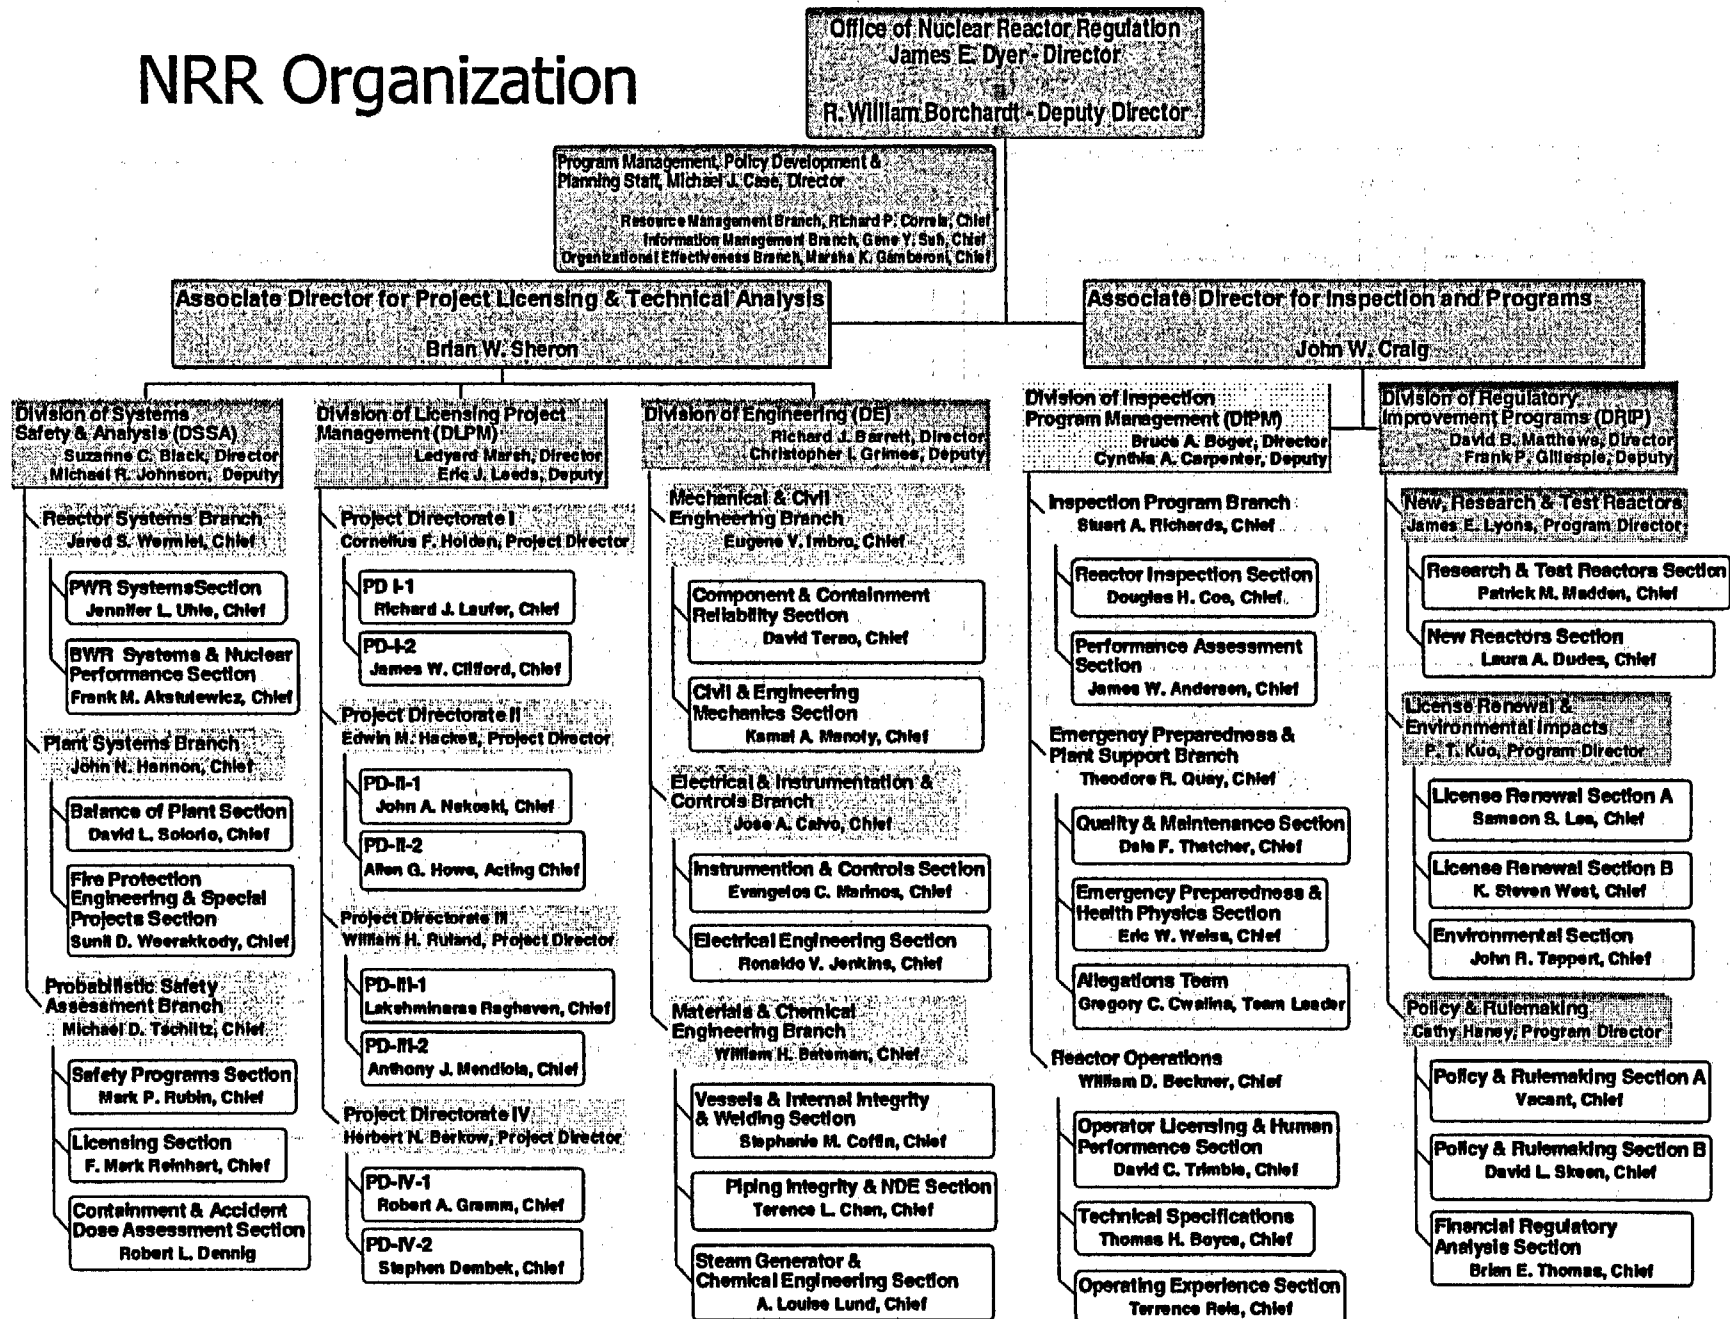 NRR Organization
Office of Nuclear Reactor Regulation
James E. Dyer - Director
R. William Borchardt - Deputy Director
Program Management, Policy Development &
Planning Staff, Michael J. Case, Director
Resource Management Branch, Richard P. Correia, Chief
Information Management Branch, Gene Y. Suh, Chief
Organizational Effectiveness Branch, Marsha K. Gamberoni, Chief
Associate Director for Project Licensing & Technical Analysis
Brian W. Sheron
Associate Director for Inspection and Programs
John W. Craig
Division of Systems
Safety & Analysis (DSSA)
Suzanne C. Black, Director
Michael R. Johnson, Deputy
Reactor Systems Branch
Jared S. Wermiel, Chief
PWR SystemsSection
Jennifer L. Uhle, Chief
BWR Systems & Nuclear
Performance Section
Frank M. Akstulewicz, Chief
Plant Systems Branch
John N. Hannon, Chief
Balance of Plant Section
David L. Solorio, Chief
Fire Protection
Engineering & Special
Projects Section
Sunil D. Weerakkody, Chief
Probabilistic Safety
Assessment Branch
Michael D. Tschiltz, Chief
Safety Programs Section
Mark P. Rubin, Chief
Licensing Section
F. Mark Reinhart, Chief
Containment & Accident
Dose Assessment Section
Robert L. Dennig
Division of Licensing Project
Management (DLPM)
Ledyard Marsh, Director
Eric J. Leeds, Deputy
Project Directorate I
Cornelius F. Holden, Project Director
PD I-1
Richard J. Laufer, Chief
PD-I-2
James W. Clifford, Chief
Project Directorate II
Edwin M. Hackett, Project Director
PD-II-1
John A. Nakoski, Chief
PD-II-2
Allen G. Howe, Acting Chief
Project Directorate III
William H. Ruland, Project Director
PD-III-1
Lakshminaras Raghavan, Chief
PD-III-2
Anthony J. Mendiola, Chief
Project Directorate IV
Herbert N. Berkow, Project Director
PD-IV-1
Robert A. Gramm, Chief
PD-IV-2
Stephen Dembek, Chief
Division of Engineering (DE)
Richard J. Barrett, Director
Christopher I. Grimes, Deputy
Mechanical & Civil
Engineering Branch
Eugene V. Imbro, Chief
Component & Containment
Reliability Section
David Terao, Chief
Civil & Engineering
Mechanics Section
Kamal A. Manoly, Chief
Electrical & Instrumentation &
Controls Branch
Jose A. Calvo, Chief
Instrumention & Controls Section
Evangelos C. Marinos, Chief
Electrical Engineering Section
Ronaldo V. Jenkins, Chief
Materials & Chemical
Engineering Branch
William H. Bateman, Chief
Vessels & Internal Integrity
& Welding Section
Stephanie M. Coffin, Chief
Piping Integrity & NDE Section
Terence L. Chan, Chief
Steam Generator &
Chemical Engineering Section
A. Louise Lund, Chief
Division of Inspection
Program Management (DIPM)
Bruce A. Boger, Director
Cynthia A. Carpenter, Deputy
Inspection Program Branch
Stuart A. Richards, Chief
Reactor Inspection Section
Douglas H. Coe, Chief
Performance Assessment
Section
James W. Andersen, Chief
Emergency Preparedness &
Plant Support Branch
Theodore R. Quay, Chief
Quality & Maintenance Section
Dale F. Thatcher, Chief
Emergency Preparedness &
Health Physics Section
Eric W. Weiss, Chief
Allegations Team
Gregory C. Cwalina, Team Leader
Reactor Operations
William D. Beckner, Chief
Operator Licensing & Human
Performance Section
David C. Trimble, Chief
Technical Specifications
Thomas H. Boyce, Chief
Operating Experience Section
Terrence Reis, Chief
Division of Regulatory
Improvement Programs (DRIP)
David B. Matthews, Director
Frank P. Gillespie, Deputy
New, Research & Test Reactors
James E. Lyons, Program Director
Research & Test Reactors Section
Patrick M. Madden, Chief
New Reactors Section
Laura A. Dudes, Chief
License Renewal &
Environmental Impacts
P. T. Kuo, Program Director
License Renewal Section A
Samson S. Lee, Chief
License Renewal Section B
K. Steven West, Chief
Environmental Section
John R. Tappert, Chief
Policy & Rulemaking
Cathy Haney, Program Director
Policy & Rulemaking Section A
Vacant, Chief
Policy & Rulemaking Section B
David L. Skeen, Chief
Financial Regulatory
Analysis Section
Brian E. Thomas, Chief